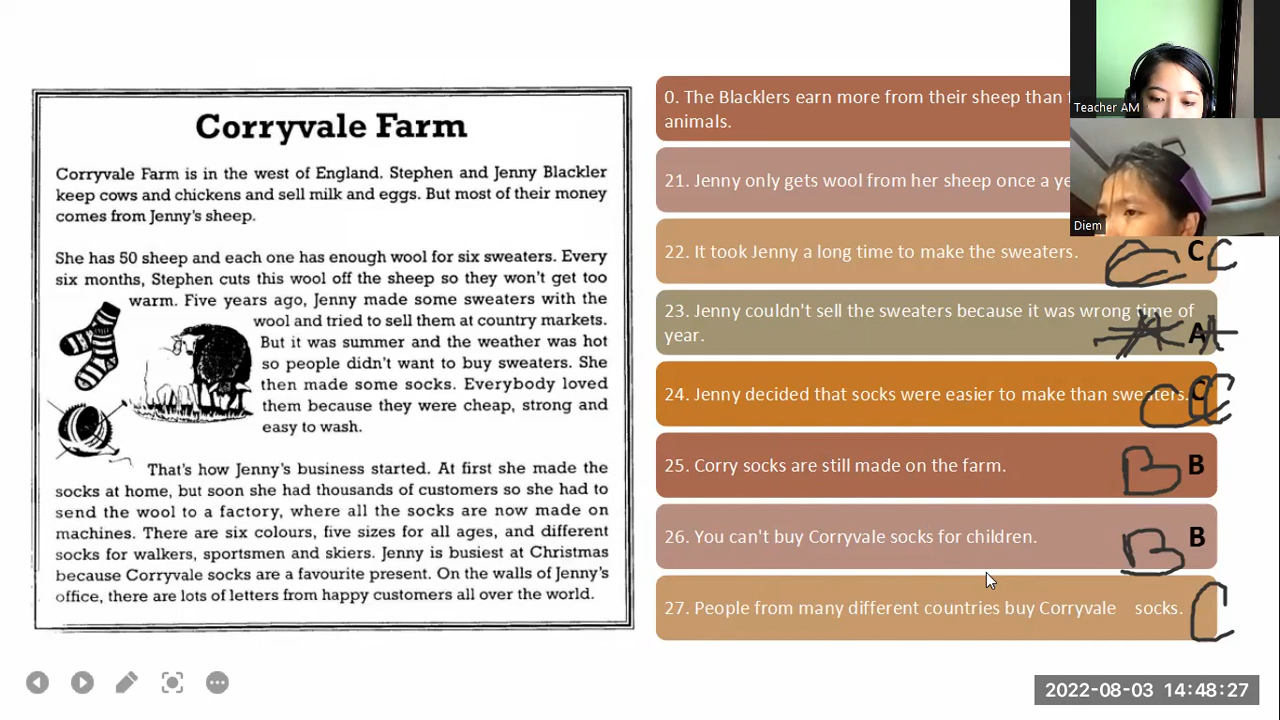 Corryvale Farm
Corryvale Farm is in the west of England. Stephen and Jenny Blackler
keep cows and chickens and sell milk and eggs. But most of their money
comes from Jenny's sheep.
She has 50 sheep and each one has enough wool for six sweaters. Every
six months, Stephen cuts this wool off the sheep so they won't get too
warm. Five years ago, Jenny made some sweaters with the
wool and tried to sell them at country markets.
But it was summer and the weather was hot
so people didn't want to buy sweaters. She
then made some socks. Everybody loved
them because they were cheap, strong and
easy to wash.
That's how Jenny's business started. At first she made the
socks at home, but soon she had thousands of customers so she had to
send the wool to a factory, where all the socks are now made on
machines. There are six colours, five sizes for all ages, and different
socks for walkers, sportsmen and skiers. Jenny is busiest at Christmas
because Corryvale socks are a favourite present. On the walls of Jenny's
office, there are lots of letters from happy customers all over the world.
0. The Blacklers earn more from their sheep than
animals.
21. Jenny only gets wool from her sheep once a
22. It took Jenny a long time to make the sweaters. C C
23. Jenny couldn't sell the sweaters because it was wrong time of
year. A A A
24. Jenny decided that socks were easier to make than sweaters. C C C
25. Corry socks are still made on the farm. B B
26. You can't buy Corryvale socks for children. B B
27. People from many different countries buy Corryvale socks. C
Teacher AM
Diem
2022-08-03 14:48:27